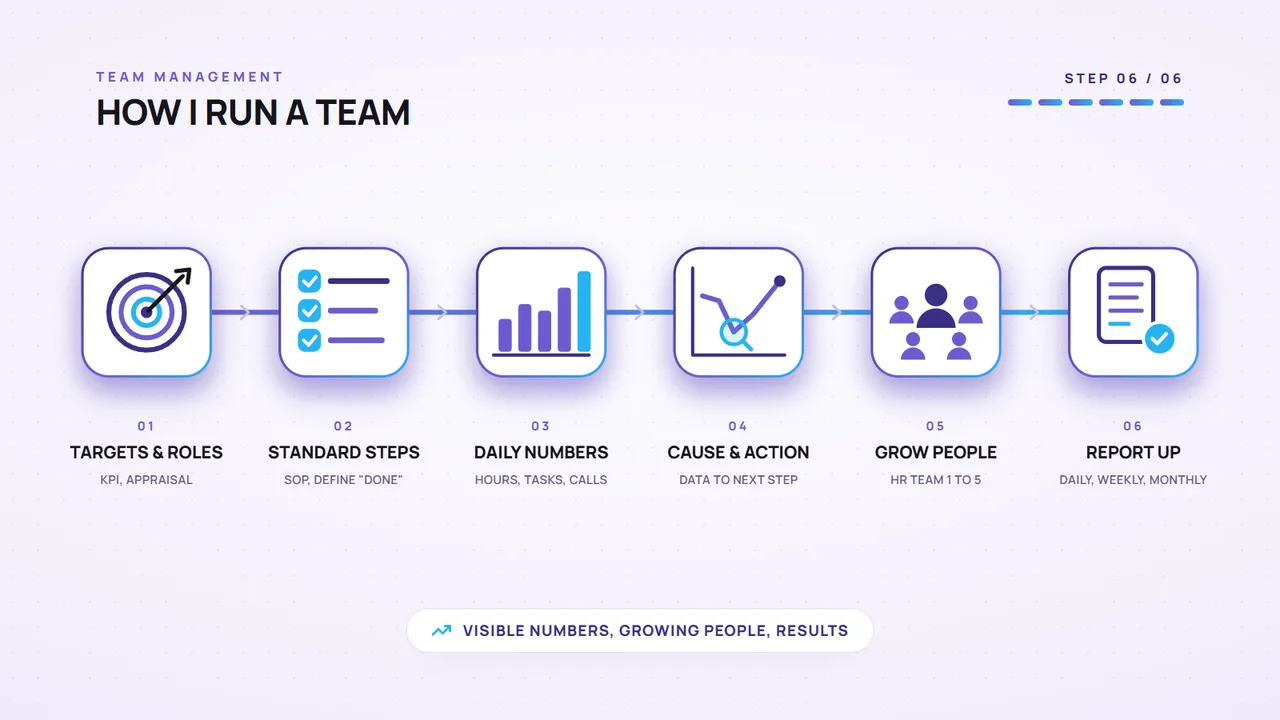 TEAM MANAGEMENT
HOW I RUN A TEAM
STEP 06 / 06
01
TARGETS & ROLES
KPI, APPRAISAL
02
STANDARD STEPS
SOP, DEFINE "DONE"
03
DAILY NUMBERS
HOURS, TASKS, CALLS
04
CAUSE & ACTION
DATA TO NEXT STEP
05
GROW PEOPLE
HR TEAM 1 TO 5
06
REPORT UP
DAILY, WEEKLY, MONTHLY
VISIBLE NUMBERS, GROWING PEOPLE, RESULTS